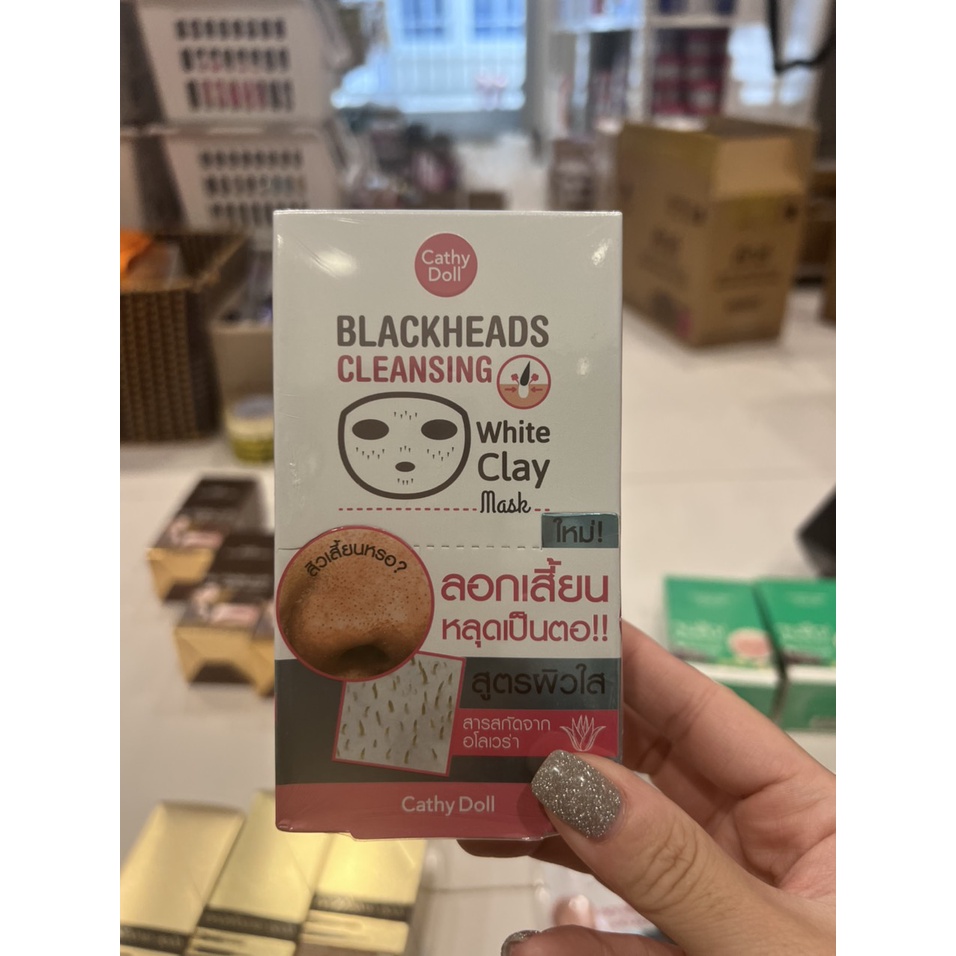 Cathy
Doll
BLACKHEADS
CLEANSING
White
Clay
Mask
ใหม่!
สิวเสี้ยนหรอ?
ลอกเสี้ยน
หลุดเป็นตอ!!
สูตรผิวใส
สารสกัดจาก
อโลเวร่า
Cathy Doll